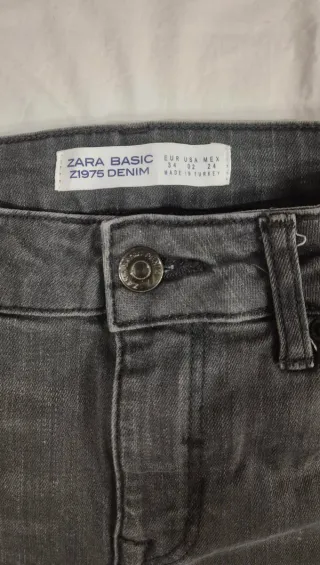 ZARA BASIC
Z1975 DENIM
EUR USA MEX
34 02 24
MADE IN TURKEY